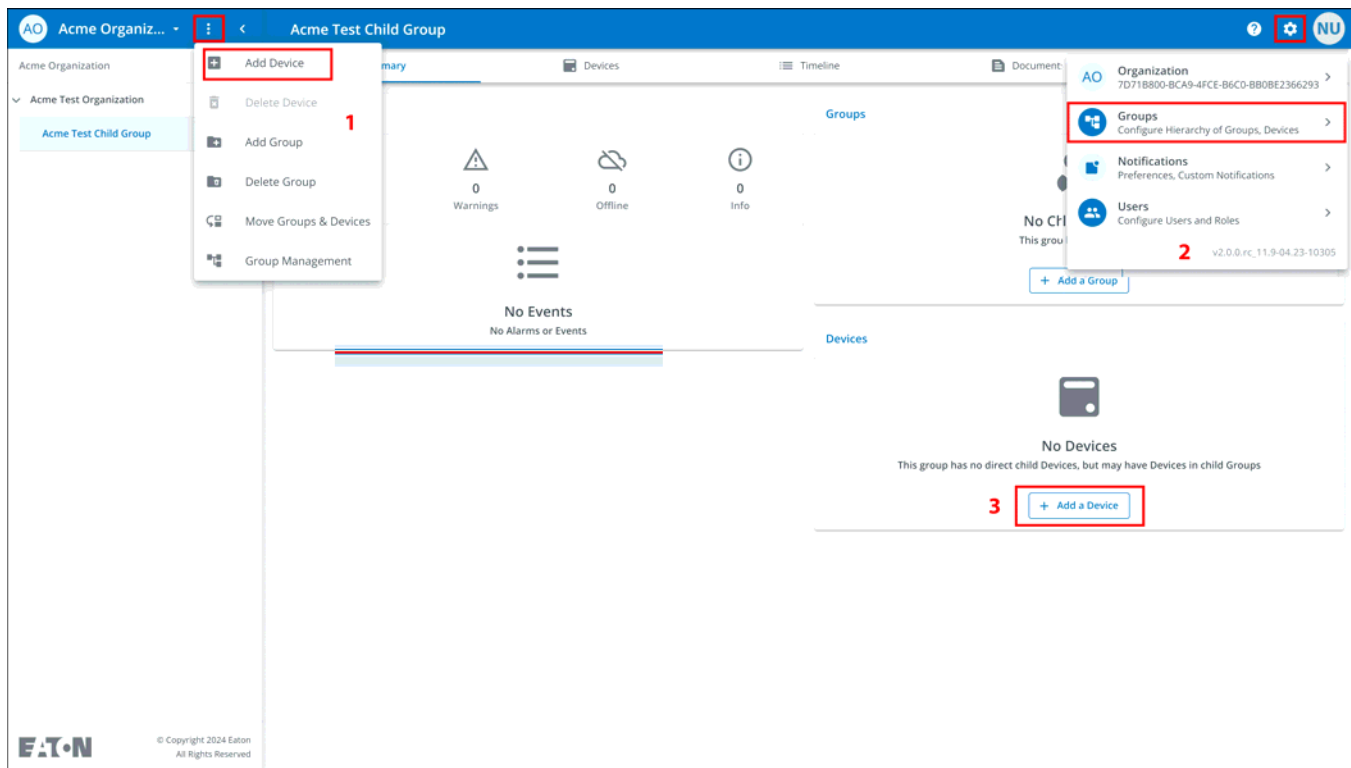 AO Acme Organiz... Acme Test Child Group NU
Acme Organization
Acme Test Organization
Acme Test Child Group
Add Device
Delete Device
1
Add Group
Delete Group
Move Groups & Devices
Group Management
mary Devices Timeline Document
0
Warnings
0
Offline
0
Info
No Events
No Alarms or Events
Groups
No Ch
This grou
+ Add a Group
AO Organization
7D71B800-BCA9-4FCE-B6C0-BB0BE2366293
Groups
Configure Hierarchy of Groups, Devices
Notifications
Preferences, Custom Notifications
Users
Configure Users and Roles
2 v2.0.0.rc_11.9-04.23-10305
Devices
No Devices
This group has no direct child Devices, but may have Devices in child Groups
3 + Add a Device
EATON
© Copyright 2024 Eaton
All Rights Reserved